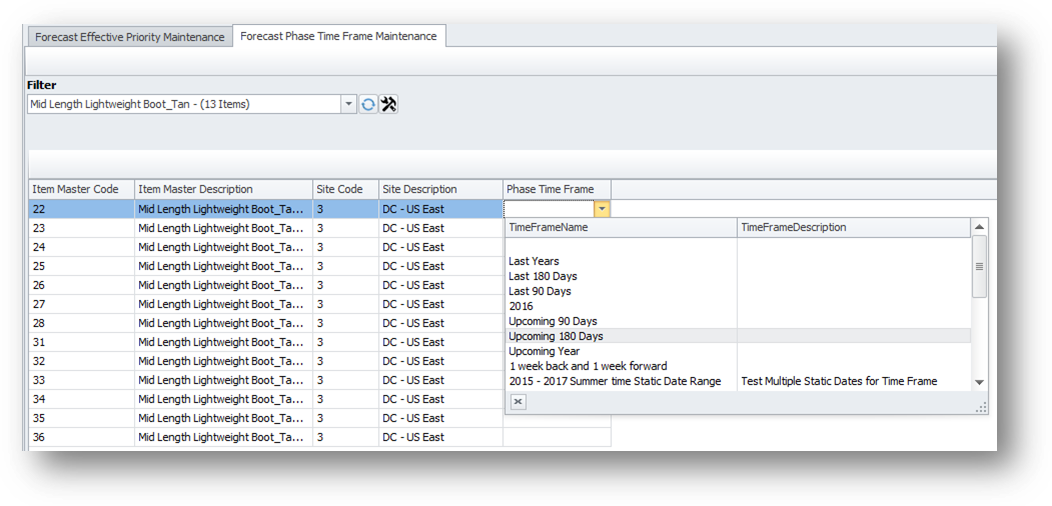 Forecast Effective Priority Maintenance Forecast Phase Time Frame Maintenance
Filter
Mid Length Lightweight Boot_Tan - (13 Items)
Item Master Code Item Master Description Site Code Site Description Phase Time Frame
22 Mid Length Lightweight Boot_Ta... 3 DC - US East
23 Mid Length Lightweight Boot_Ta... 3 DC - US East TimeFrameName TimeFrameDescription
24 Mid Length Lightweight Boot_Ta... 3 DC - US East
25 Mid Length Lightweight Boot_Ta... 3 DC - US East Last Years
26 Mid Length Lightweight Boot_Ta... 3 DC - US East Last 180 Days
Last 90 Days
27 Mid Length Lightweight Boot_Ta... 3 DC - US East 2016
28 Mid Length Lightweight Boot_Ta... 3 DC - US East Upcoming 90 Days
31 Mid Length Lightweight Boot_Ta... 3 DC - US East Upcoming 180 Days
Upcoming Year
32 Mid Length Lightweight Boot_Ta... 3 DC - US East 1 week back and 1 week forward
33 Mid Length Lightweight Boot_Ta... 3 DC - US East 2015 - 2017 Summer time Static Date Range Test Multiple Static Dates for Time Frame
34 Mid Length Lightweight Boot_Ta... 3 DC - US East
35 Mid Length Lightweight Boot_Ta... 3 DC - US East
36 Mid Length Lightweight Boot_Ta... 3 DC - US East